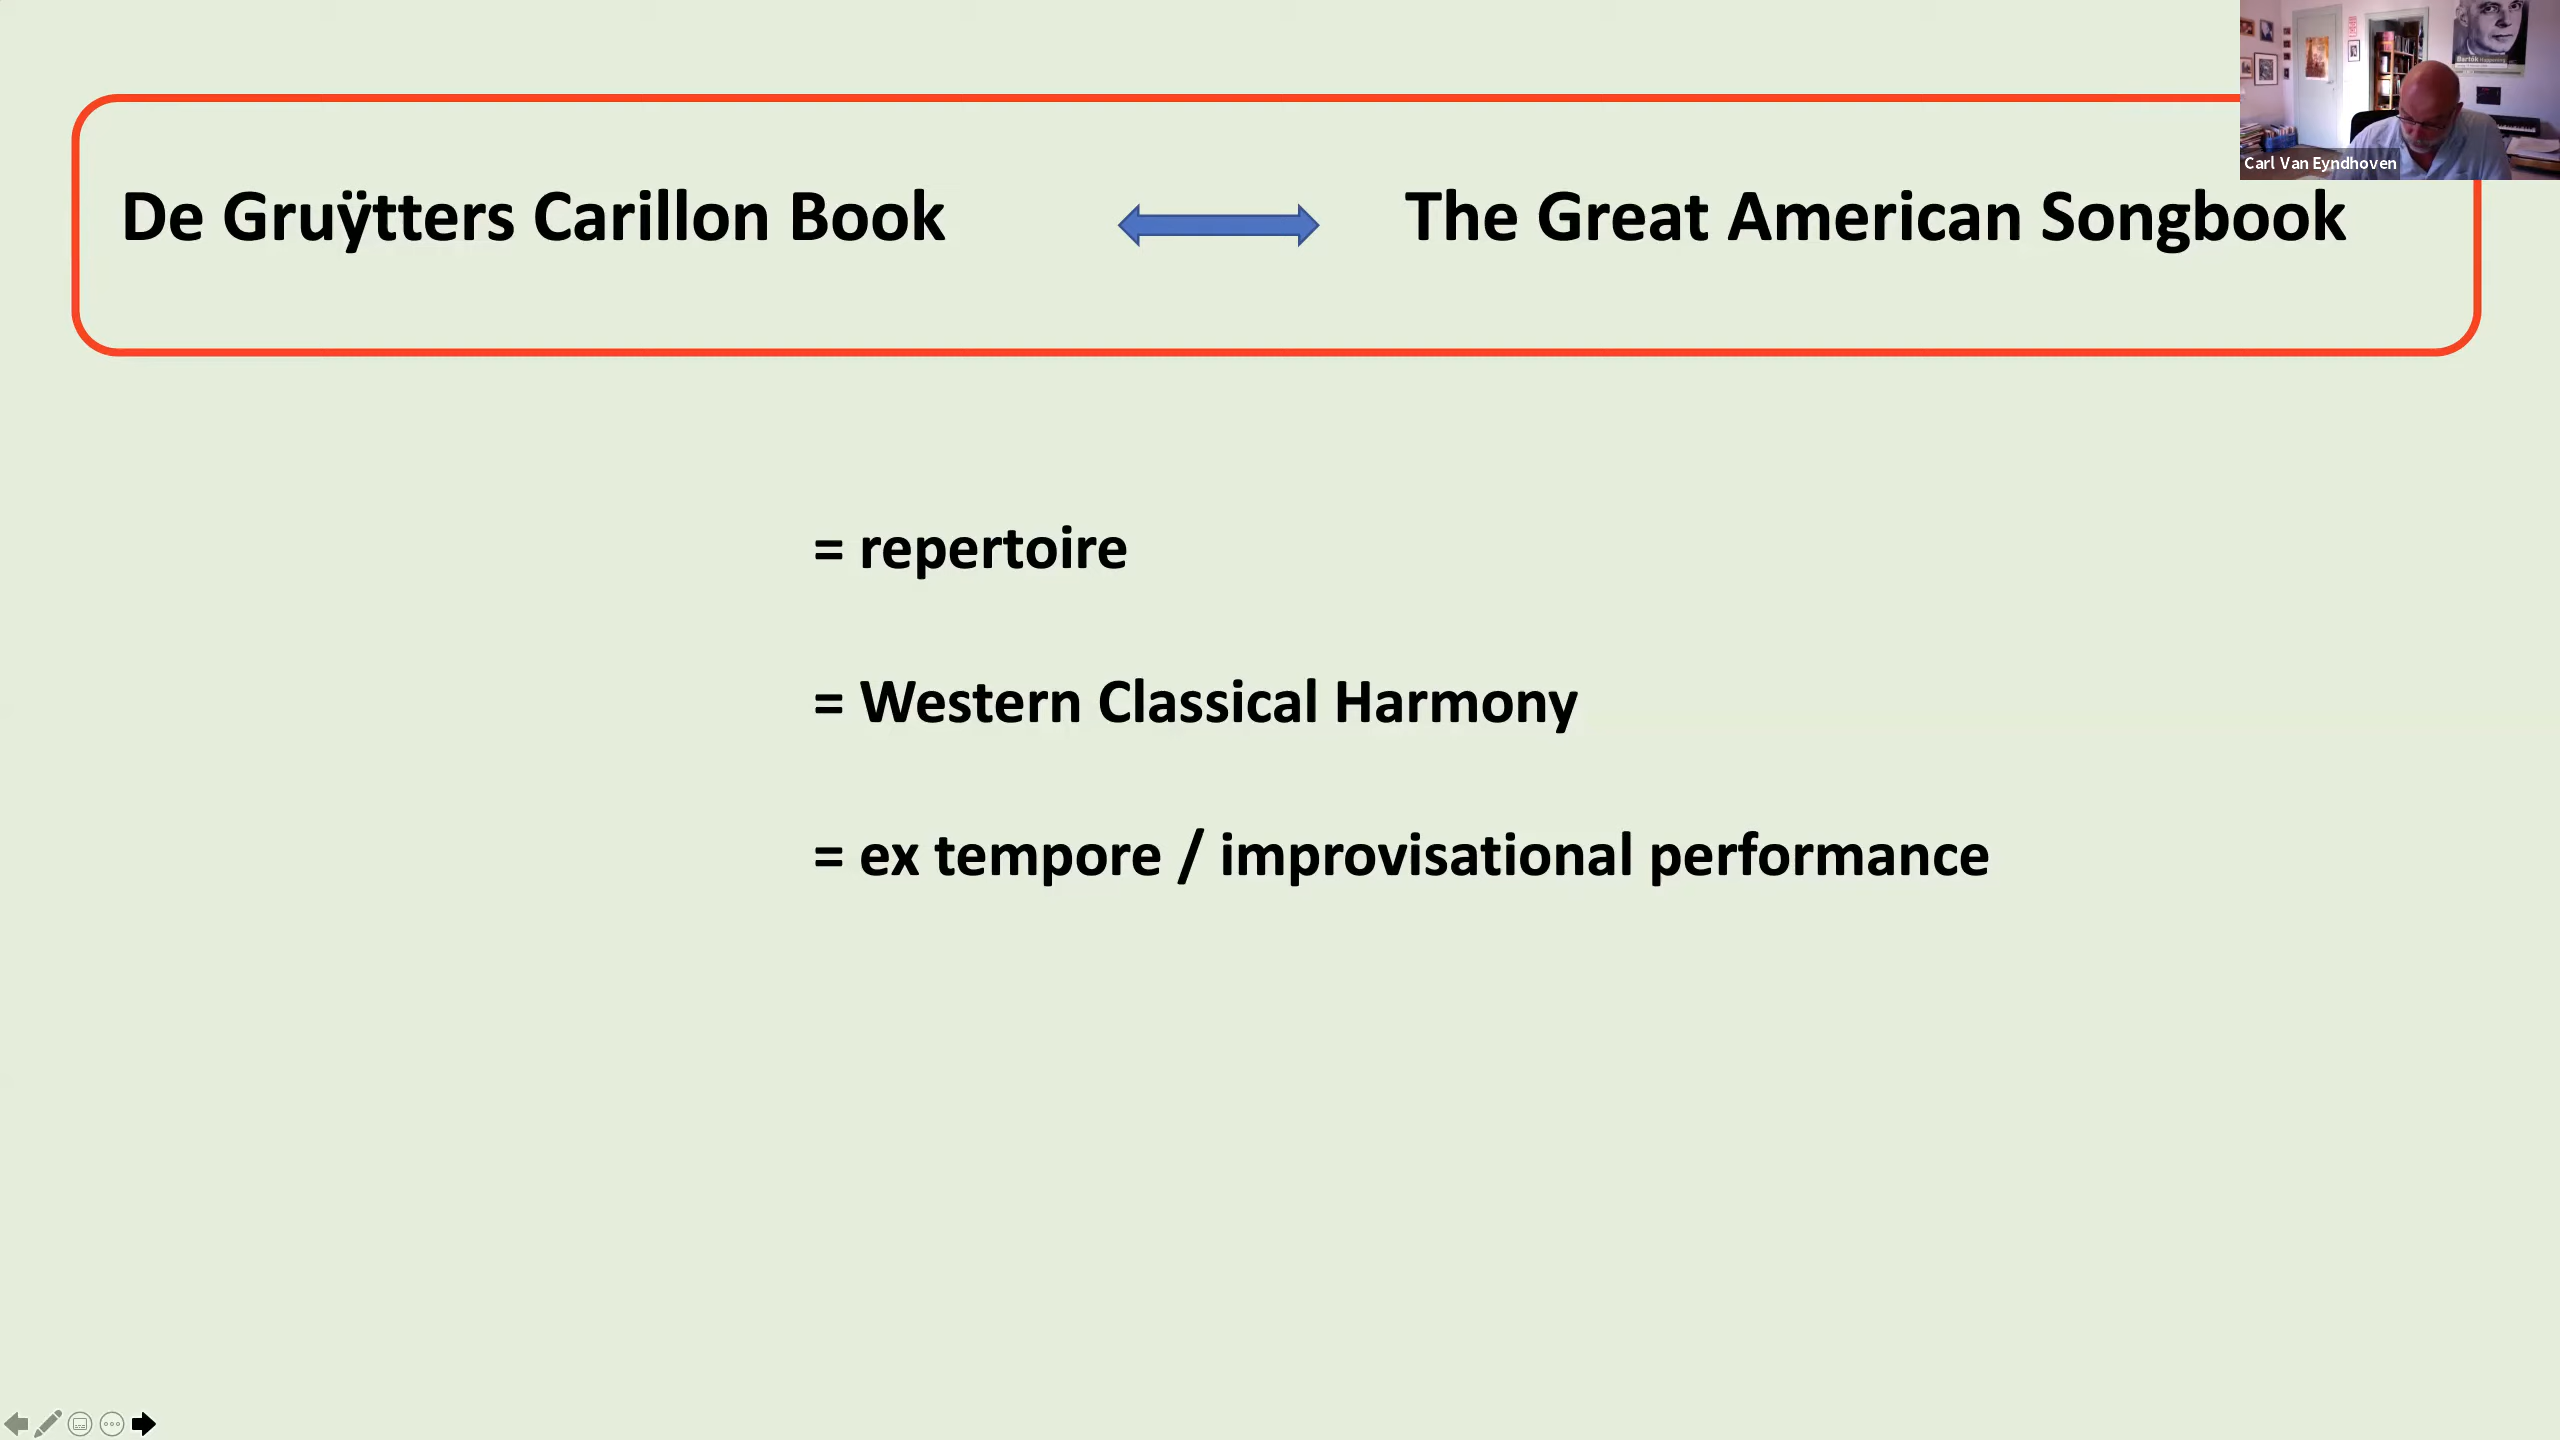 De Gruÿtters Carillon Book The Great American Songbook
= repertoire
= Western Classical Harmony
= ex tempore / improvisational performance
Bartók
Carl Van Eyndhoven